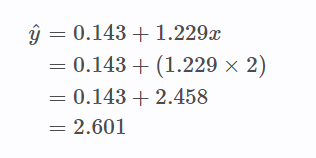 ŷ = 0.143 + 1.229x
= 0.143 + (1.229 × 2)
= 0.143 + 2.458
= 2.601